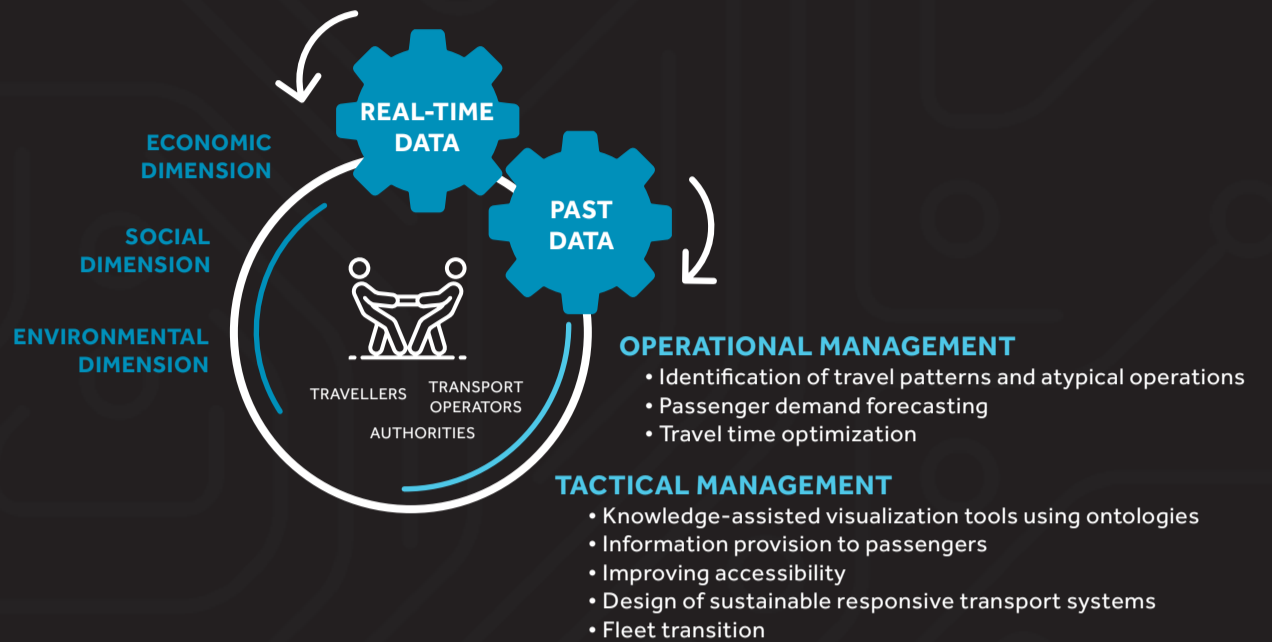 REAL-TIME
DATA
PAST
DATA
ECONOMIC
DIMENSION
SOCIAL
DIMENSION
ENVIRONMENTAL
DIMENSION
TRAVELLERS
TRANSPORT
OPERATORS
AUTHORITIES
OPERATIONAL MANAGEMENT
• Identification of travel patterns and atypical operations
• Passenger demand forecasting
• Travel time optimization
TACTICAL MANAGEMENT
• Knowledge-assisted visualization tools using ontologies
• Information provision to passengers
• Improving accessibility
• Design of sustainable responsive transport systems
• Fleet transition